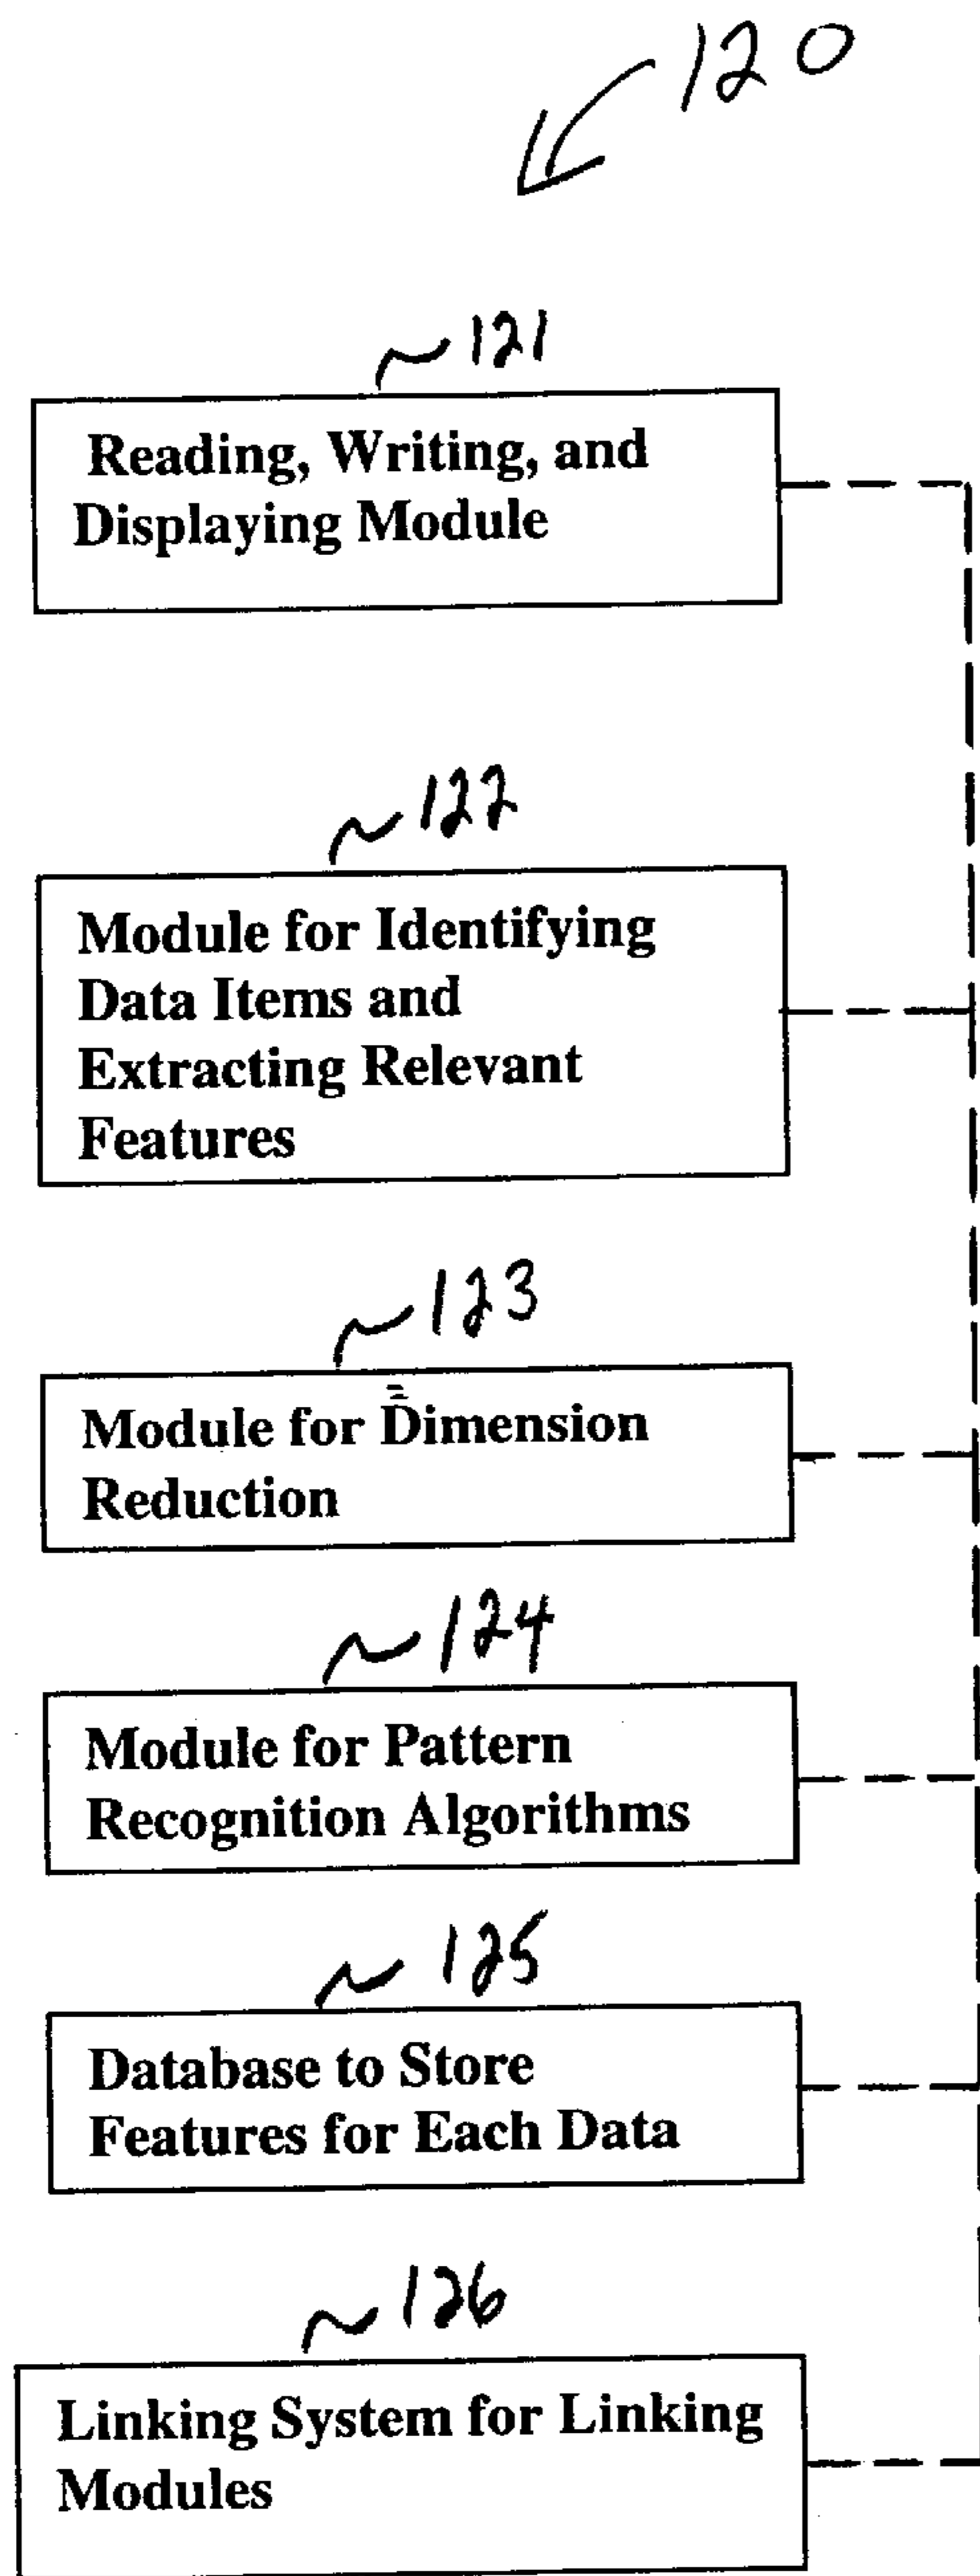 120
~121
Reading, Writing, and
Displaying Module
~122
Module for Identifying
Data Items and
Extracting Relevant
Features
~123
Module for Dimension
Reduction
~124
Module for Pattern
Recognition Algorithms
~125
Database to Store
Features for Each Data
~126
Linking System for Linking
Modules